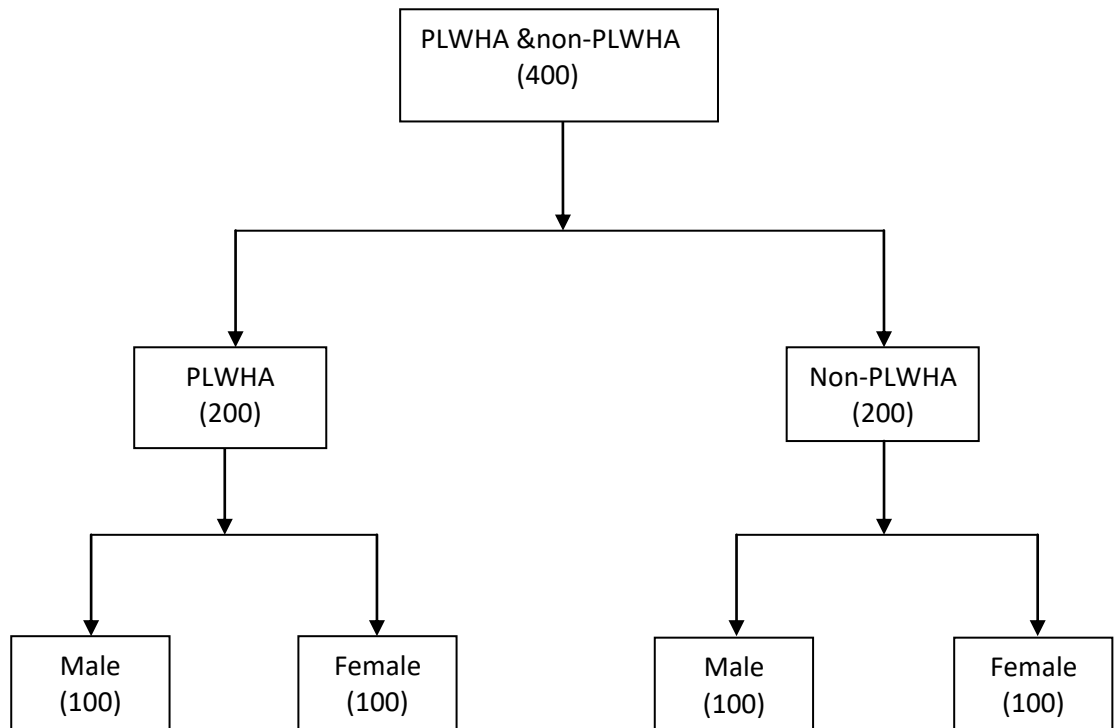 PLWHA &non-PLWHA
(400)
PLWHA
(200)
Non-PLWHA
(200)
Male
(100)
Female
(100)
Male
(100)
Female
(100)